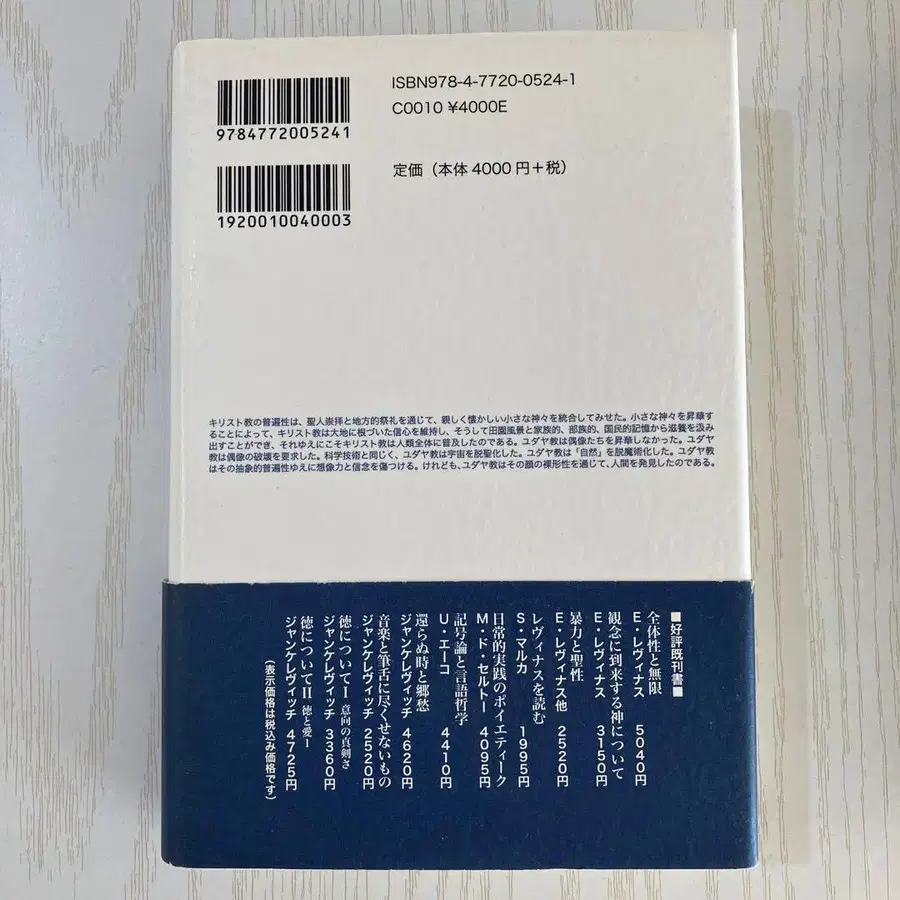 ISBN978-4-7720-0524-1
C0010 ¥4000E
9784772005241
定価（本体 4000 円＋税）
1920010040003
キリスト教の普遍性は、聖人崇拝と地方的祭礼を通じて、親しく懐かしい小さな神々を統合してみせた。小さな神々を昇華す
ることによって、キリスト教は大地に根づいた信心を維持し、そうして田園風景と家族的、部族的、国民的記憶から滋養を汲み
出すことができ、それゆえにこそキリスト教は人類全体に普及したのである。ユダヤ教は偶像たちを昇華しなかった。ユダヤ
教は偶像の破壊を要求した。科学技術と同じく、ユダヤ教は宇宙を脱聖化した。ユダヤ教は「自然」を脱魔術化した。ユダヤ教
はその抽象的普遍性ゆえに想像力と信念を傷つける。けれども、ユダヤ教はその顔の裸形性を通じて、人間を発見したのである。
■好評既刊書■
全体性と無限
E・レヴィナス 5040円
観念に到来する神について
E・レヴィナス 3150円
暴力と聖性
E・レヴィナス他 2520円
レヴィナスを読む
S・マルカ 1995円
日常的実践のポイエティーク
M・ド・セルトー 4095円
記号論と言語哲学
U・エーコ 4410円
還らぬ時と郷愁
ジャンケレヴィッチ 4620円
音楽と筆舌に尽くせないもの
ジャンケレヴィッチ 2520円
徳についてⅠ 意向の真剣さ
ジャンケレヴィッチ 3360円
徳についてⅡ 徳と愛1
ジャンケレヴィッチ 4725円
（表示価格は税込み価格です）